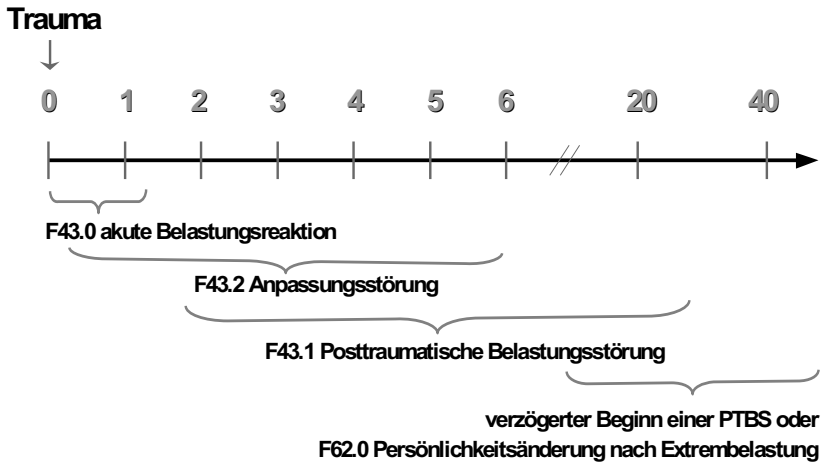 Trauma
0 1 2 3 4 5 6 20 40
F43.0 akute Belastungsreaktion
F43.2 Anpassungsstörung
F43.1 Posttraumatische Belastungsstörung
verzögerter Beginn einer PTBS oder
F62.0 Persönlichkeitsänderung nach Extrembelastung